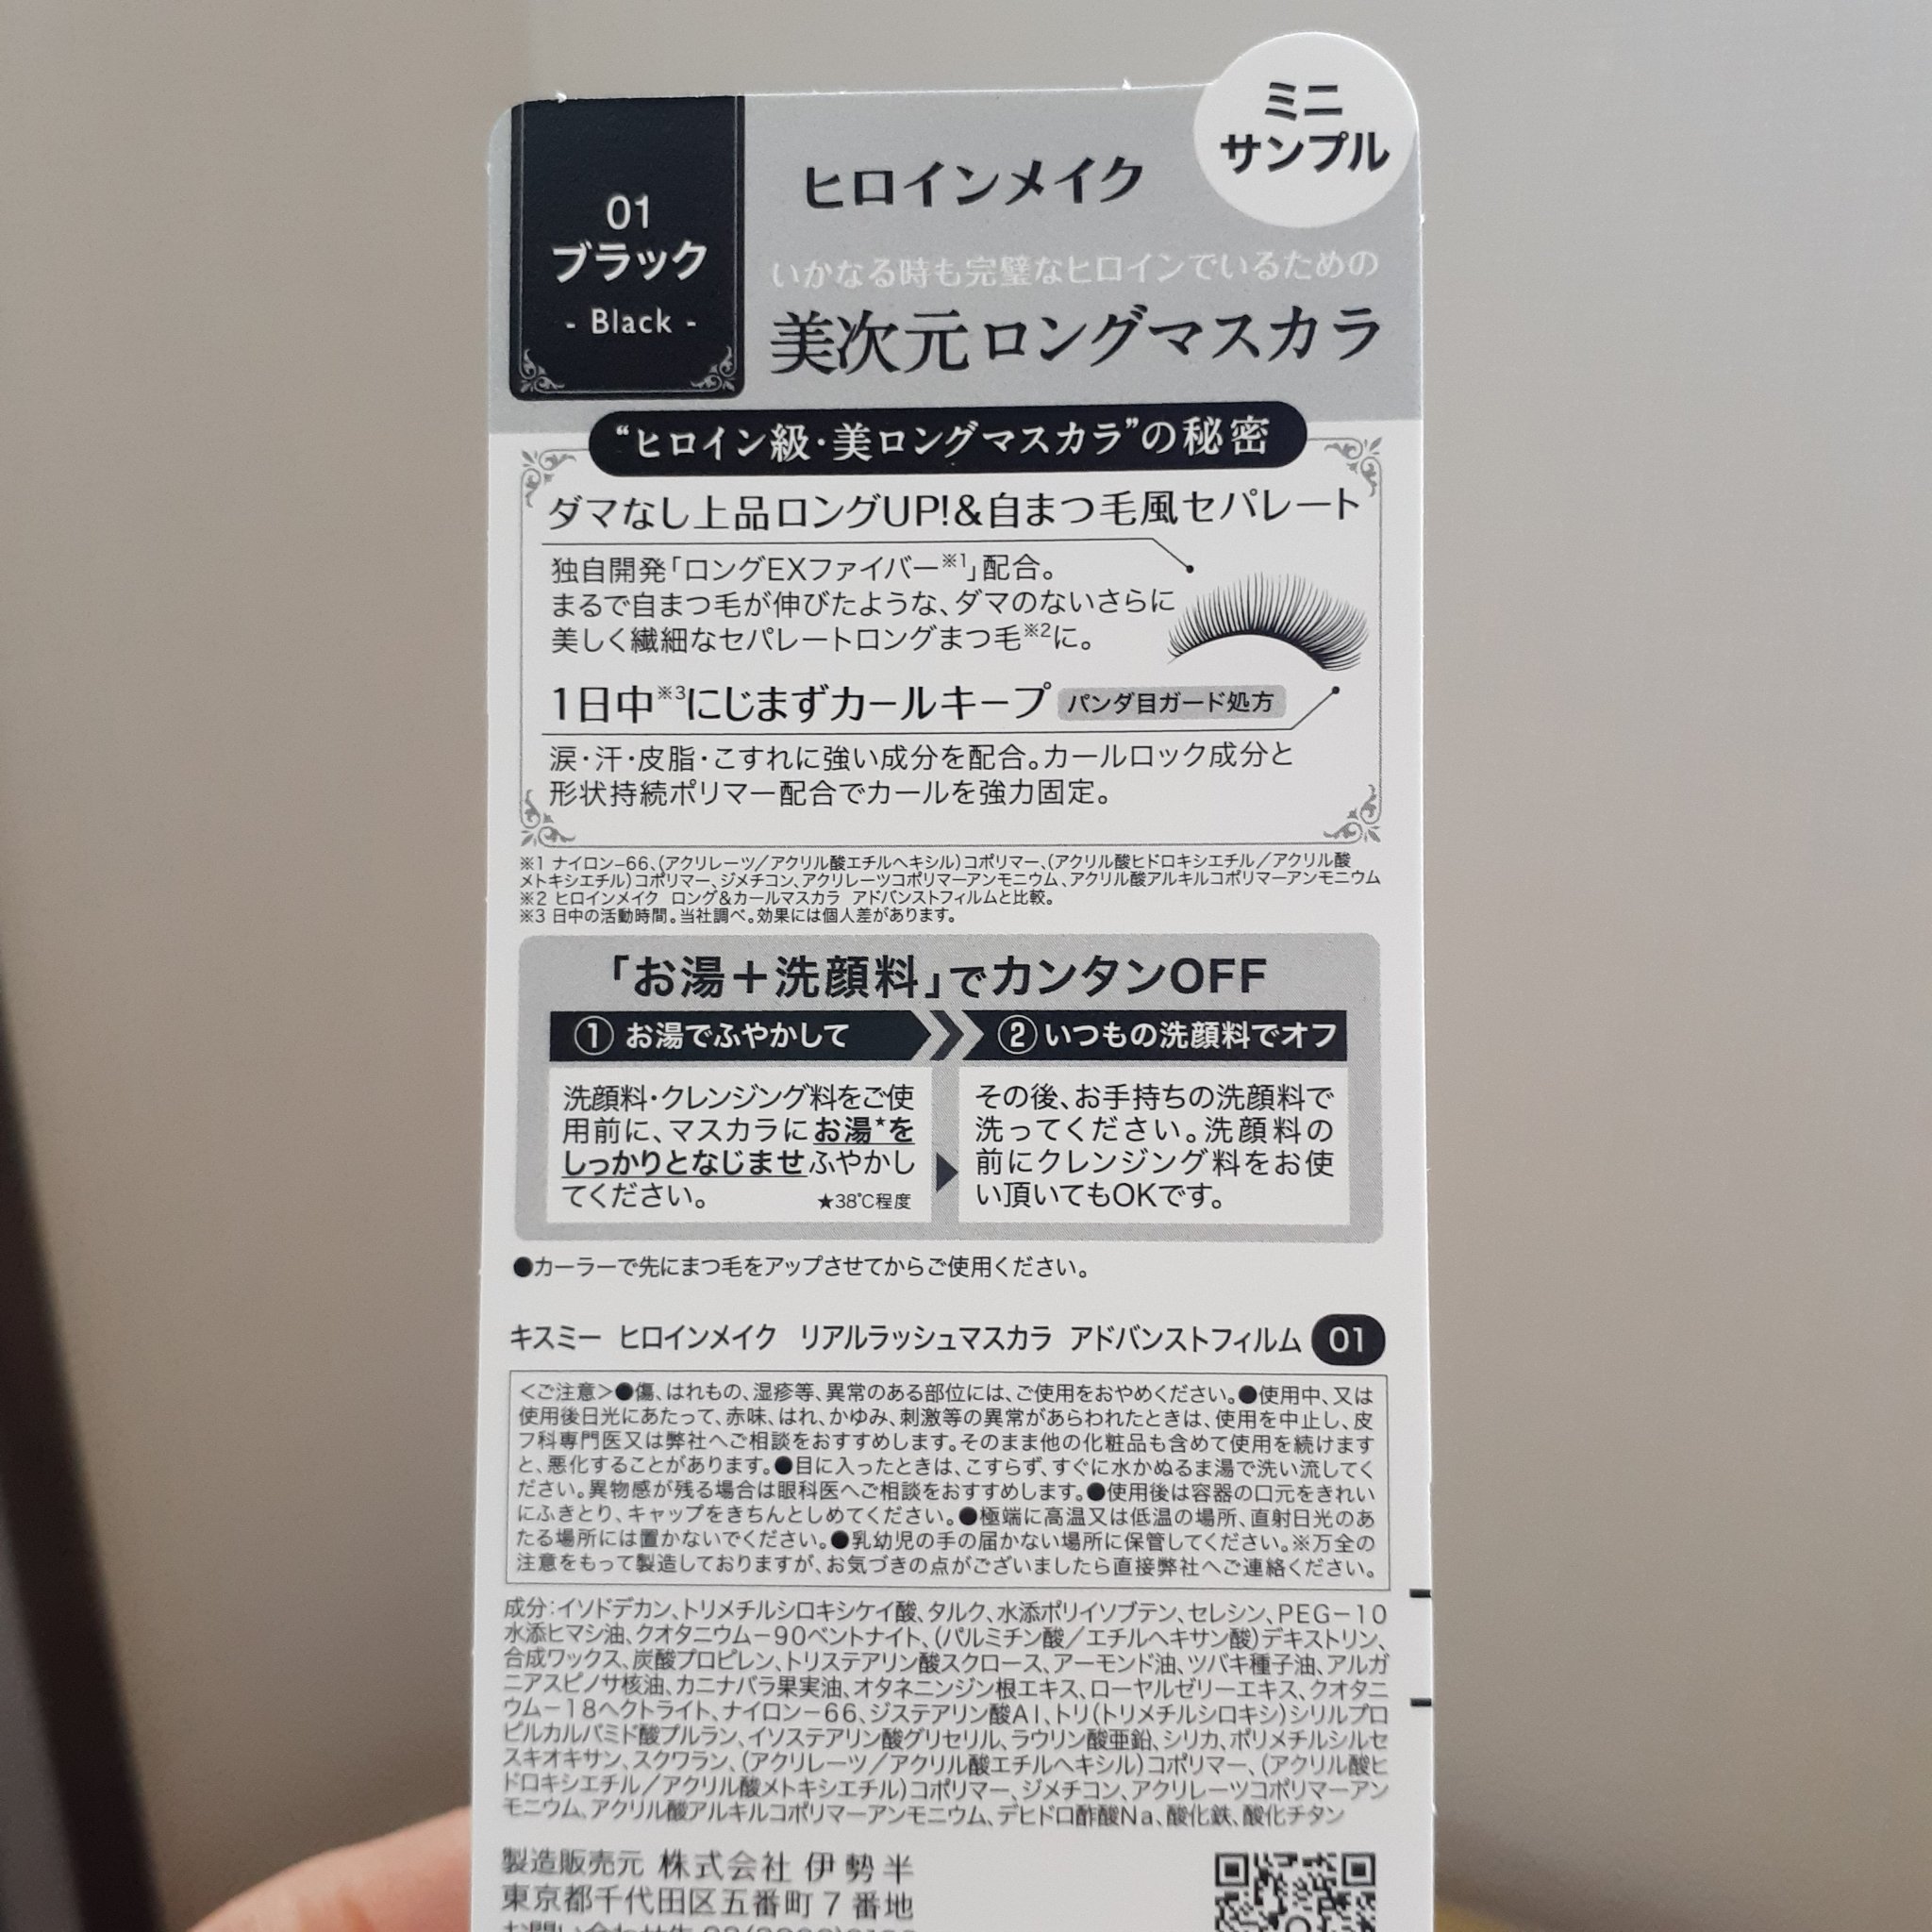 ミニ
サンプル
01
ブラック
- Black -
ヒロインメイク
いかなる時も完璧なヒロインでいるための
美次元ロングマスカラ
“ヒロイン級・美ロングマスカラ”の秘密
ダマなし上品ロングUP!&自まつ毛風セパレート
独自開発「ロングEXファイバー※1」配合。
まるで自まつ毛が伸びたような、ダマのないさらに
美しく繊細なセパレートロングまつ毛※2に。
1日中※3にじまずカールキープ パンダ目ガード処方
涙・汗・皮脂・こすれに強い成分を配合。カールロック成分と
形状持続ポリマー配合でカールを強力固定。
※1 ナイロン-66、(アクリレーツ/アクリル酸エチルヘキシル)コポリマー、(アクリル酸ヒドロキシエチル/アクリル酸
メトキシエチル)コポリマー、ジメチコン、アクリレーツコポリマーアンモニウム、アクリル酸アルキルコポリマーアンモニウム
※2 ヒロインメイク ロング&カールマスカラ アドバンストフィルムと比較。
※3 日中の活動時間。当社調べ。効果には個人差があります。
「お湯+洗顔料」でカンタンOFF
① お湯でふやかして
② いつもの洗顔料でオフ
洗顔料・クレンジング料をご使
用前に、マスカラにお湯★を
しっかりとなじませふやかし
てください。 ★38℃程度
その後、お手持ちの洗顔料で
洗ってください。洗顔料の
前にクレンジング料をお使
い頂いてもOKです。
●カーラーで先にまつ毛をアップさせてからご使用ください。
キスミー ヒロインメイク リアルラッシュマスカラ アドバンストフィルム 01
<ご注意>●傷、はれもの、湿疹等、異常のある部位には、ご使用をおやめください。●使用中、又は
使用後日光にあたって、赤味、はれ、かゆみ、刺激等の異常があらわれたときは、使用を中止し、皮
フ科専門医又は弊社へご相談をおすすめします。そのまま他の化粧品も含めて使用を続けます
と、悪化することがあります。●目に入ったときは、こすらず、すぐに水かぬるま湯で洗い流してく
ださい。異物感が残る場合は眼科医へご相談をおすすめします。●使用後は容器の口元をきれい
にふきとり、キャップをきちんとしめてください。●極端に高温又は低温の場所、直射日光のあ
たる場所には置かないでください。●乳幼児の手の届かない場所に保管してください。※万全の
注意をもって製造しておりますが、お気づきの点がございましたら直接弊社へご連絡ください。
成分:イソドデカン、トリメチルシロキシケイ酸、タルク、水添ポリイソブテン、セレシン、PEG-10
水添ヒマシ油、クオタニウム-90ベントナイト、(パルミチン酸/エチルヘキサン酸)デキストリン、
合成ワックス、炭酸プロピレン、トリステアリン酸スクロース、アーモンド油、ツバキ種子油、アルガ
ニアスピノサ核油、カニナバラ果実油、オタネニンジン根エキス、ローヤルゼリーエキス、クオタニ
ウム-18ヘクトライト、ナイロン-66、ジステアリン酸Al、トリ(トリメチルシロキシ)シリルプロ
ピルカルバミド酸プルラン、イソステアリン酸グリセリル、ラウリン酸亜鉛、シリカ、ポリメチルシルセ
スキオキサン、スクワラン、(アクリレーツ/アクリル酸エチルヘキシル)コポリマー、(アクリル酸ヒ
ドロキシエチル/アクリル酸メトキシエチル)コポリマー、ジメチコン、アクリレーツコポリマーアン
モニウム、アクリル酸アルキルコポリマーアンモニウム、デヒドロ酢酸Na、酸化鉄、酸化チタン
製造販売元 株式会社 伊勢半
東京都千代田区五番町7番地